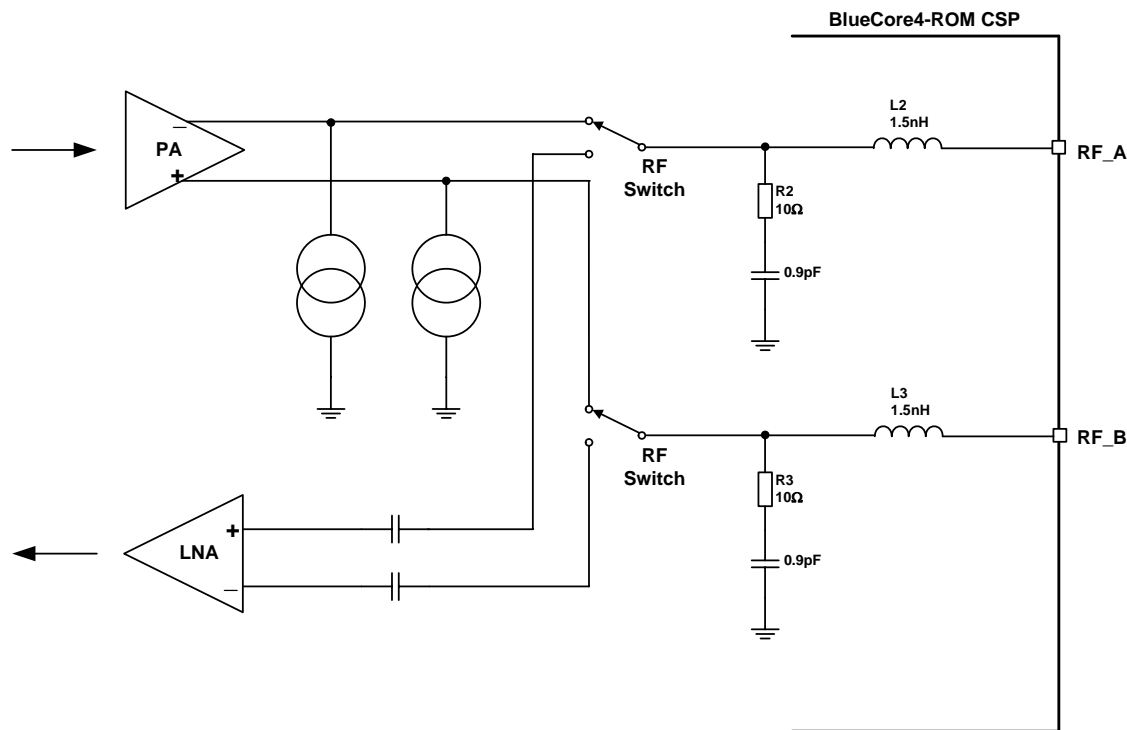 BlueCore4-ROM CSP
L2
1.5nH
–
PA
+
RF_A
RF
Switch
R2
10Ω
0.9pF
L3
1.5nH
RF_B
RF
Switch
R3
10Ω
+
LNA
–
0.9pF